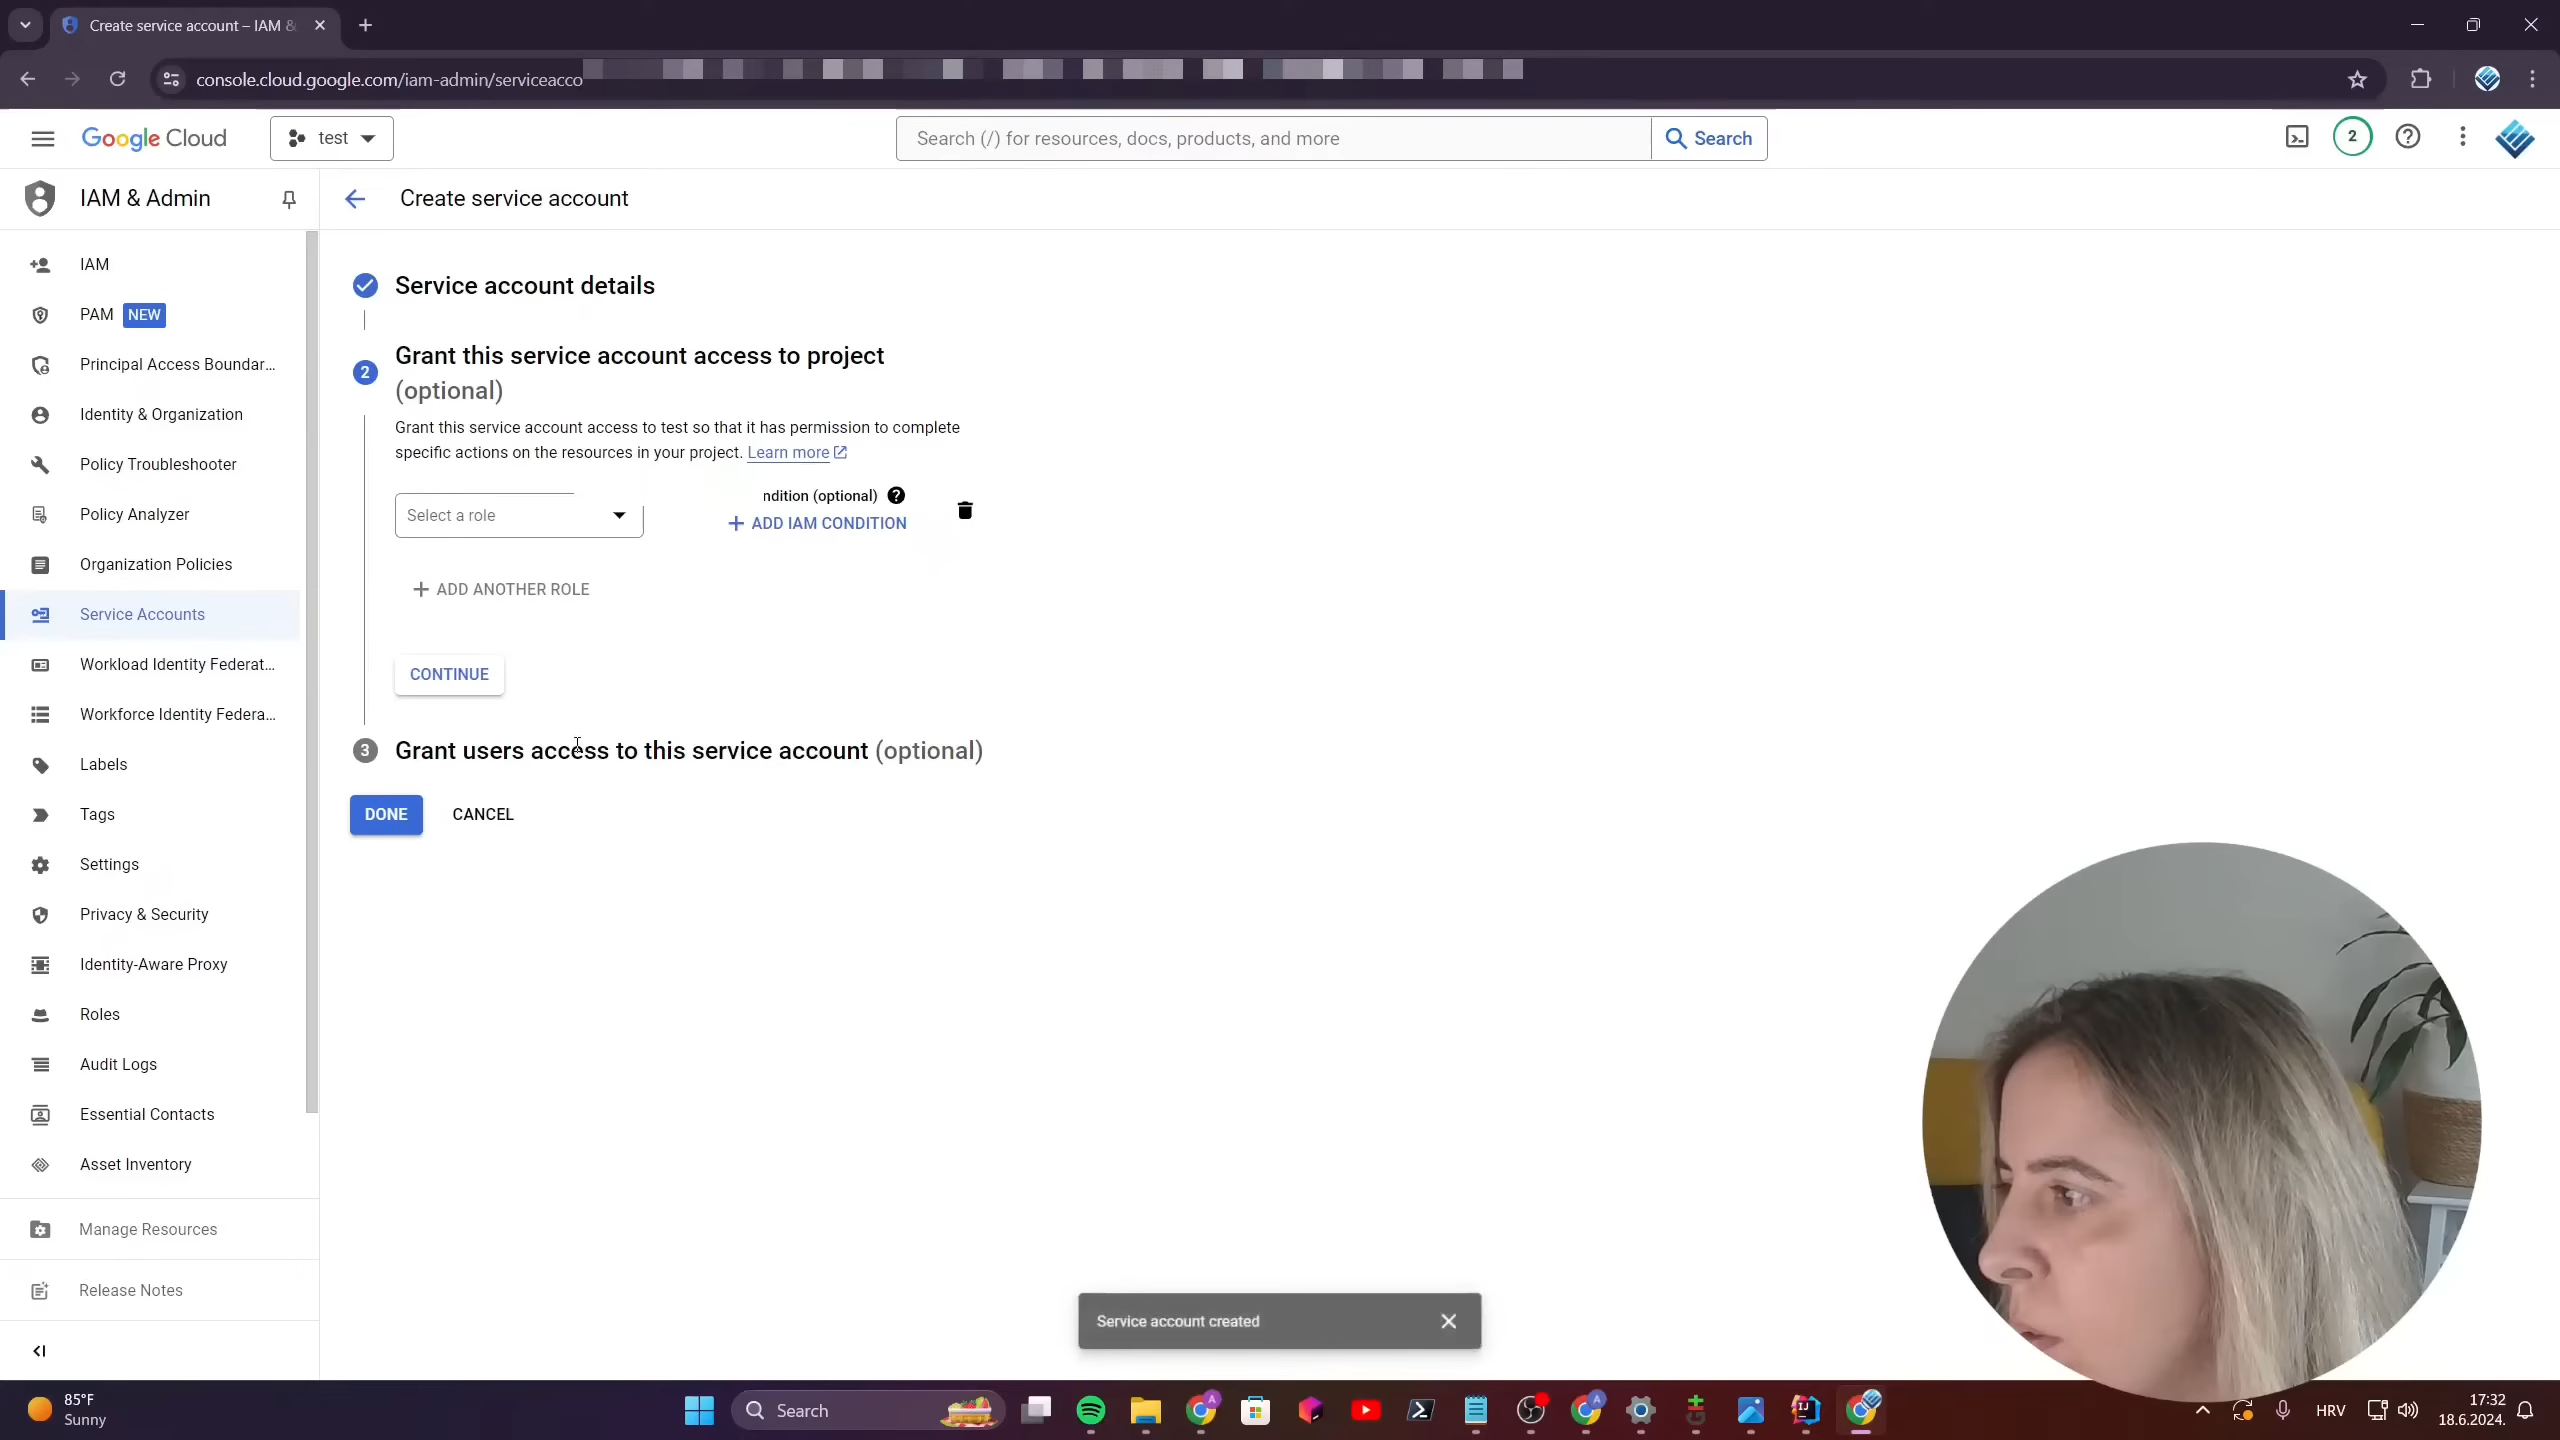 Create service account – IAM &
console.cloud.google.com/iam-admin/serviceacco
Google Cloud
test
Search (/) for resources, docs, products, and more
Search
2
IAM & Admin
Create service account
IAM
PAM NEW
Principal Access Boundar...
Identity & Organization
Policy Troubleshooter
Policy Analyzer
Organization Policies
Service Accounts
Workload Identity Federat...
Workforce Identity Federa...
Labels
Tags
Settings
Privacy & Security
Identity-Aware Proxy
Roles
Audit Logs
Essential Contacts
Asset Inventory
Manage Resources
Release Notes
Service account details
2
Grant this service account access to project
(optional)
Grant this service account access to test so that it has permission to complete
specific actions on the resources in your project. Learn more
Select a role
ndition (optional)
ADD IAM CONDITION
ADD ANOTHER ROLE
CONTINUE
3 Grant users access to this service account (optional)
DONE CANCEL
Service account created
85°F
Sunny
Search
HRV
17:32
18.6.2024.